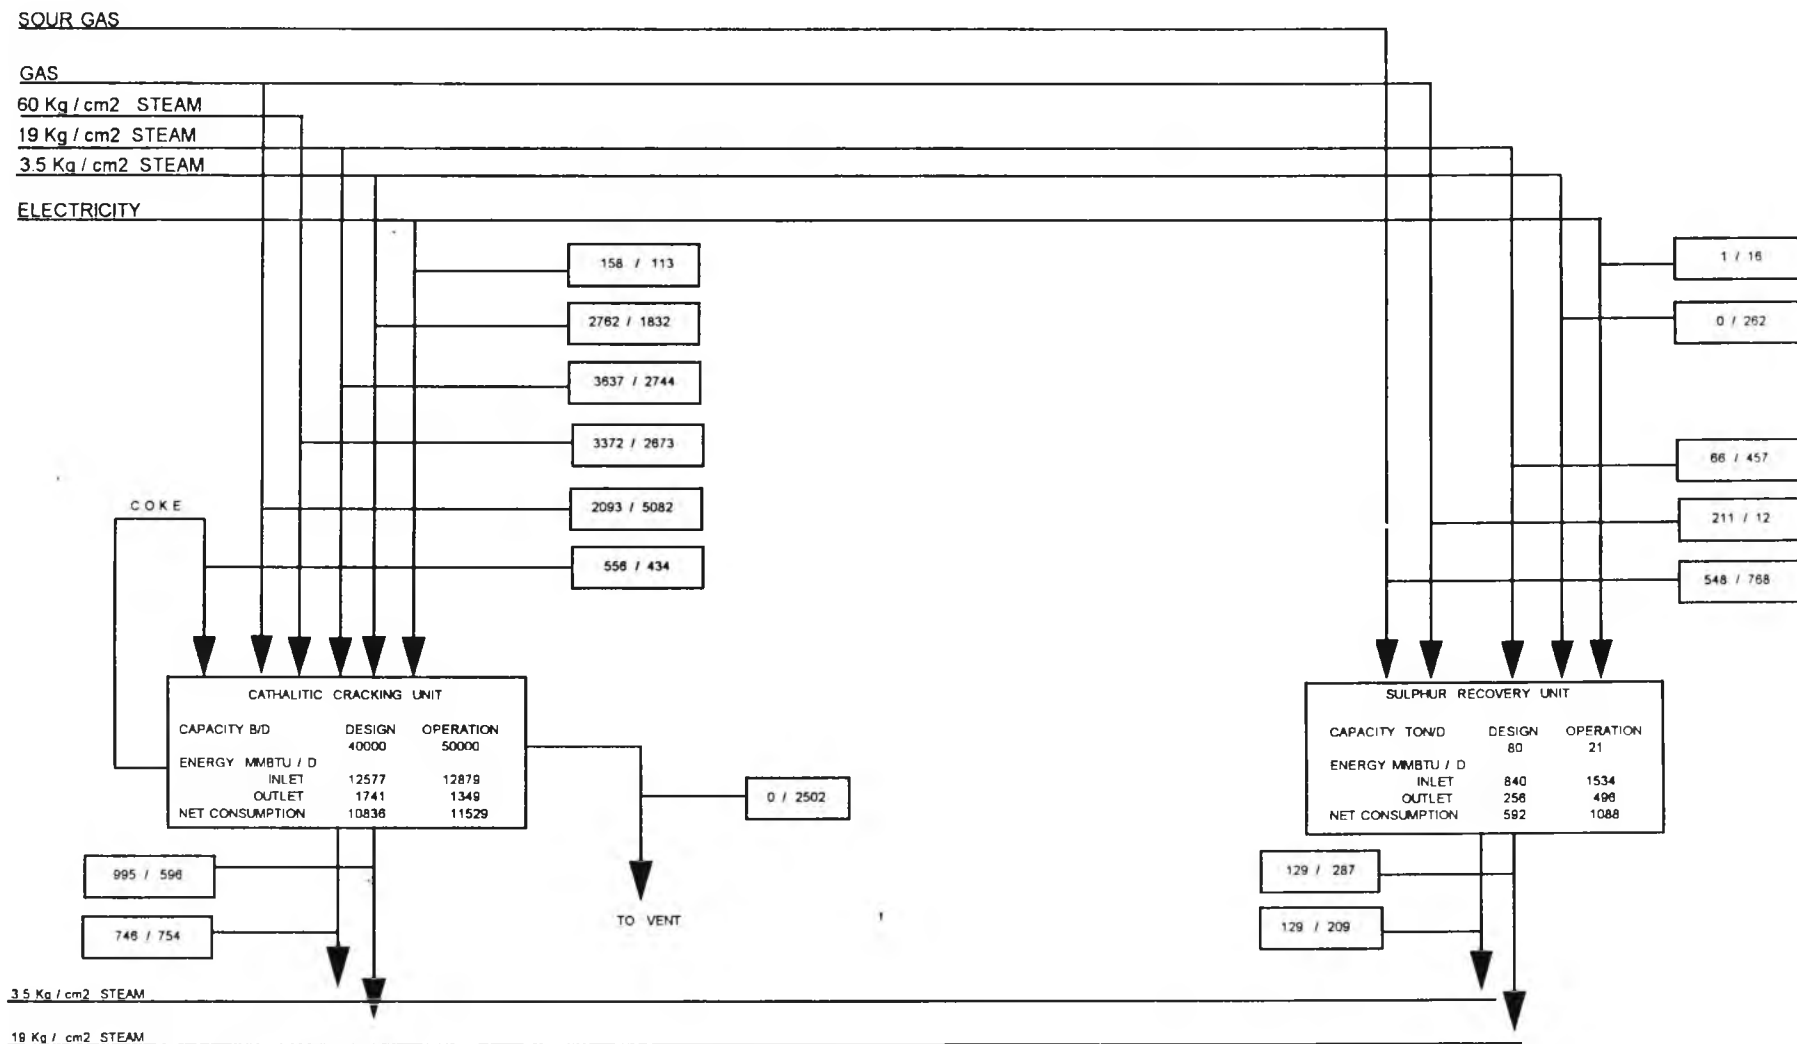 SOUR GAS
GAS
60 Kg / cm2 STEAM
19 Kg / cm2 STEAM
3.5 Kg / cm2 STEAM
ELECTRICITY
158 / 113
1 / 16
2762 / 1832
0 / 262
3637 / 2744
3372 / 2673
66 / 457
2093 / 5082
211 / 12
COKE
556 / 434
548 / 768
CATHALITIC CRACKING UNIT
CAPACITY B/D DESIGN OPERATION
40000 50000
ENERGY MMBTU / D
INLET 12577 12879
OUTLET 1741 1349
NET CONSUMPTION 10836 11529
0 / 2502
SULPHUR RECOVERY UNIT
CAPACITY TON/D DESIGN OPERATION
80 21
ENERGY MMBTU / D
INLET 840 1534
OUTLET 256 496
NET CONSUMPTION 592 1088
995 / 596
129 / 287
746 / 754
TO VENT
129 / 209
3.5 Kg / cm2 STEAM
19 Kg / cm2 STEAM